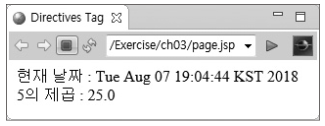 Directives Tag
/Exercise/ch03/page.jsp
현재 날짜 : Tue Aug 07 19:04:44 KST 2018
5의 제곱 : 25.0